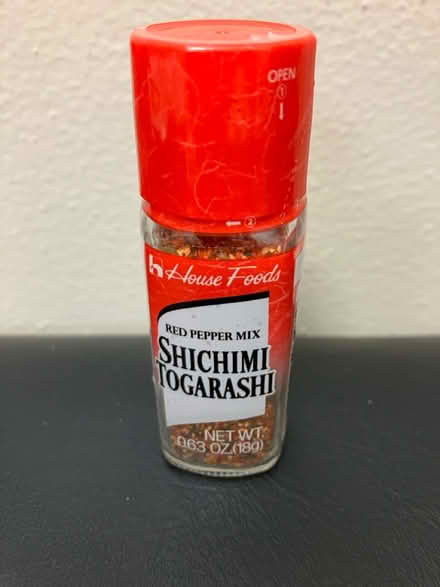 OPEN
①
↓
← ②
House Foods
RED PEPPER MIX
SHICHIMI
TOGARASHI
NET WT.
0.63 OZ.(18g)